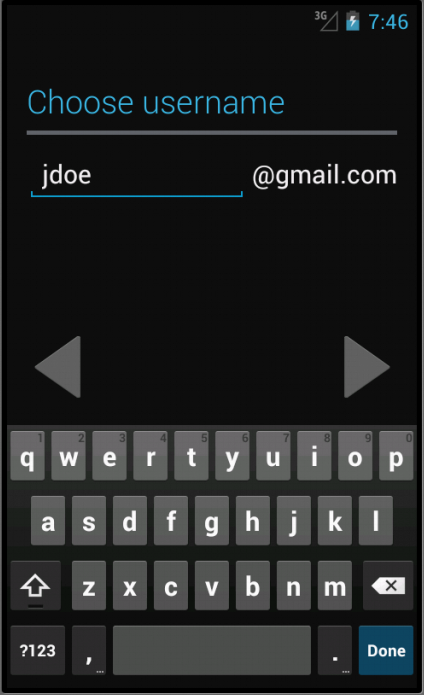 3G 7:46
Choose username
jdoe @gmail.com
1 2 3 4 5 6 7 8 9 0
q w e r t y u i o p
a s d f g h j k l
z x c v b n m
?123 , ... . ... Done